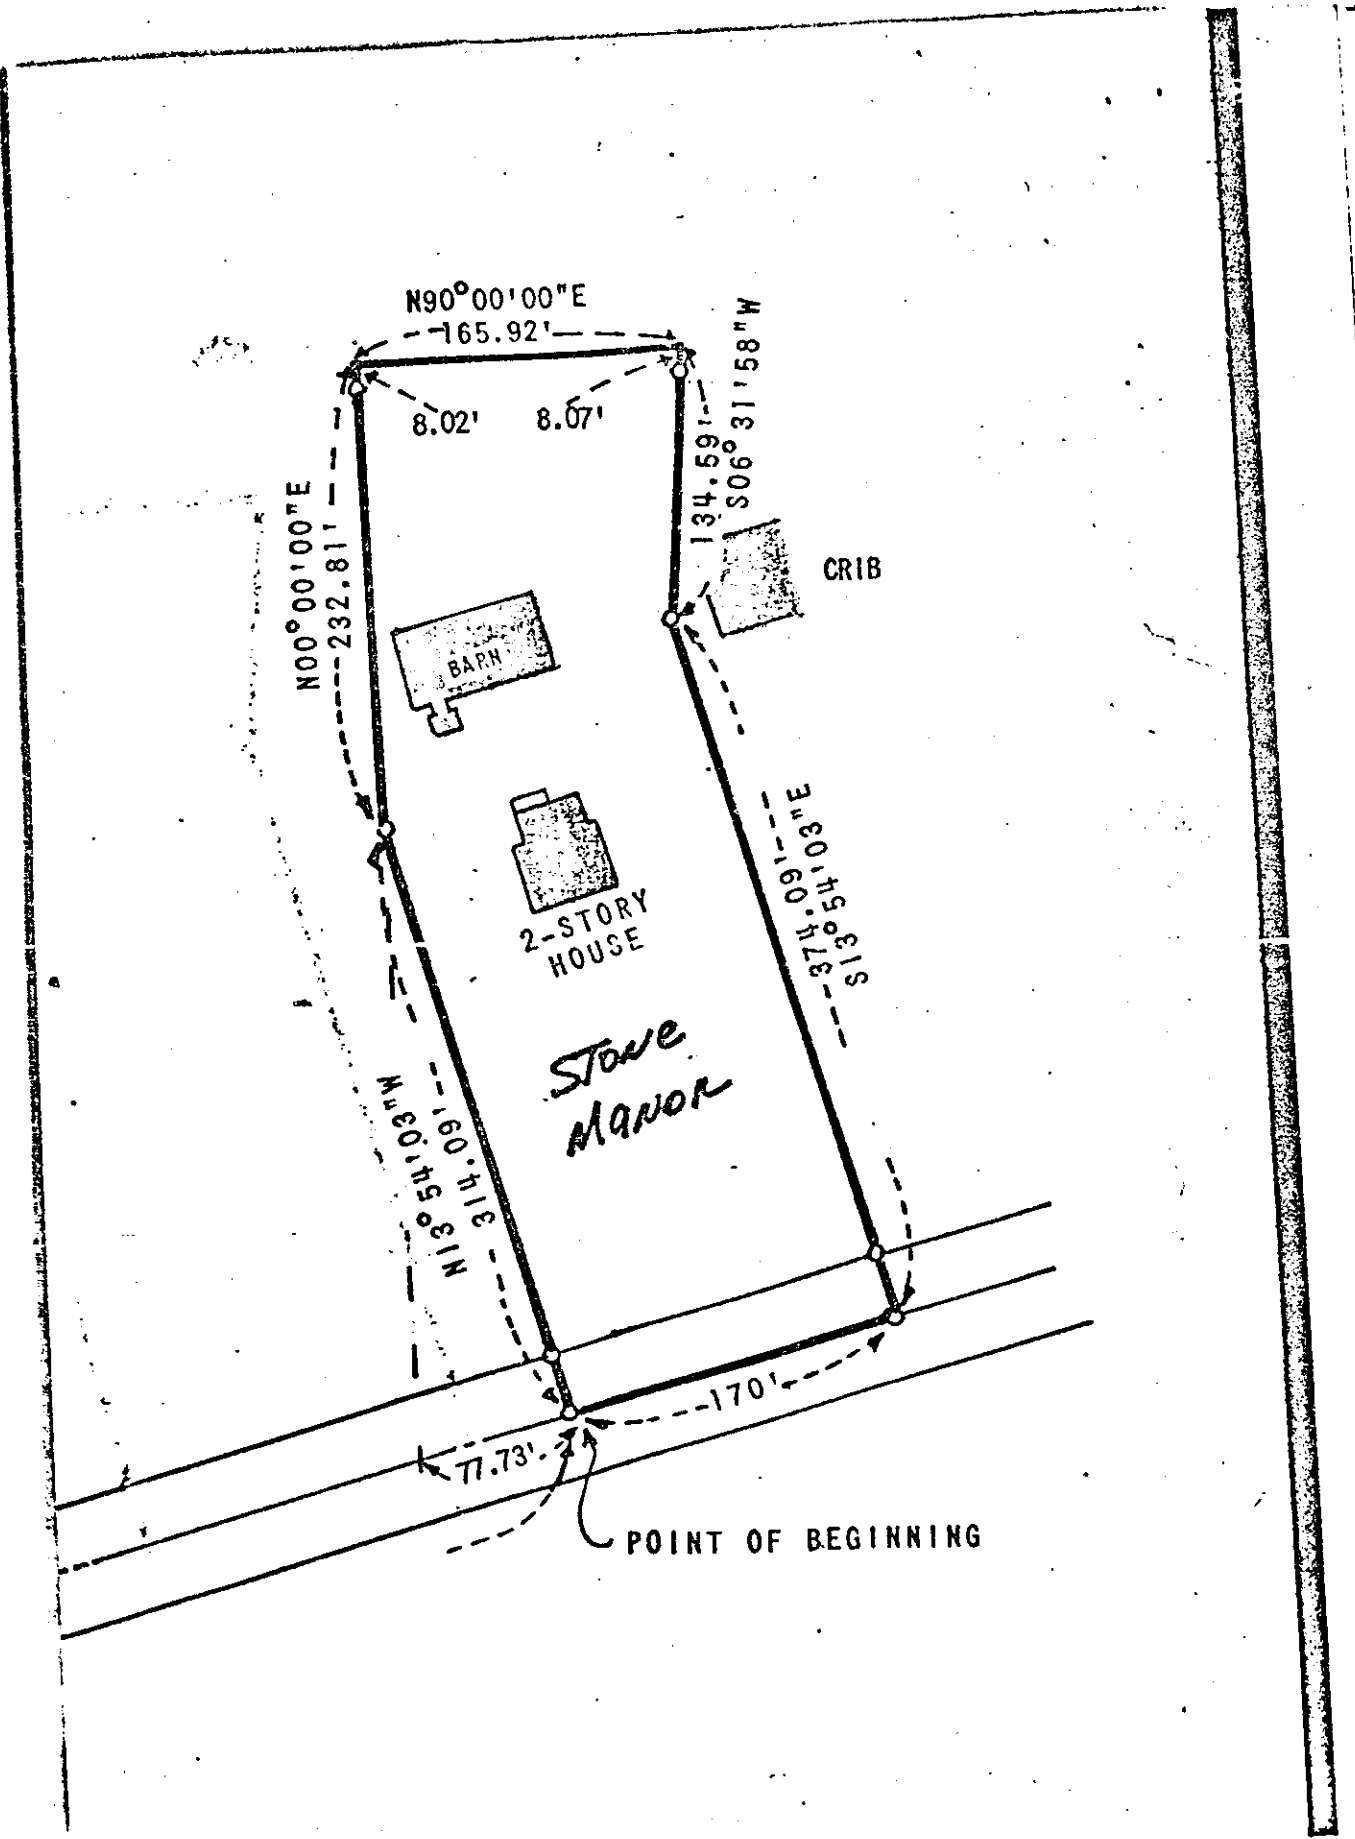 N90°00'00"E
165.92'
8.02'
8.07'
134.59'
S06°31'58"W
N00°00'00"E
232.81'
CRIB
BARN
2-STORY
HOUSE
374.09'
S13°54'03"E
Stone
Manor
N13°54'03"W
314.09'
170'
77.73'
POINT OF BEGINNING